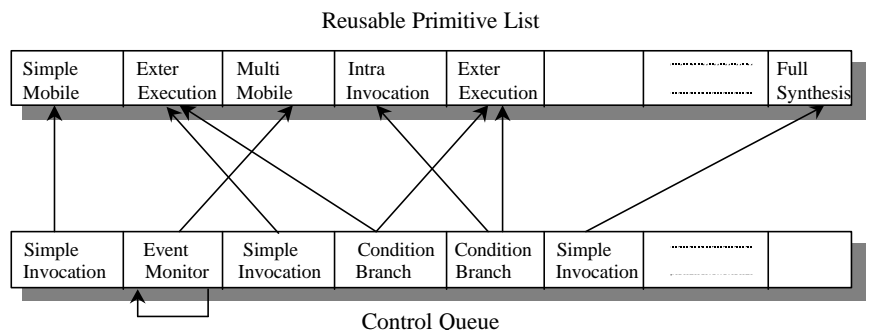 Reusable Primitive List
Simple Mobile
Exter Execution
Multi Mobile
Intra Invocation
Exter Execution
Full Synthesis
Simple Invocation
Event Monitor
Simple Invocation
Condition Branch
Condition Branch
Simple Invocation
Control Queue